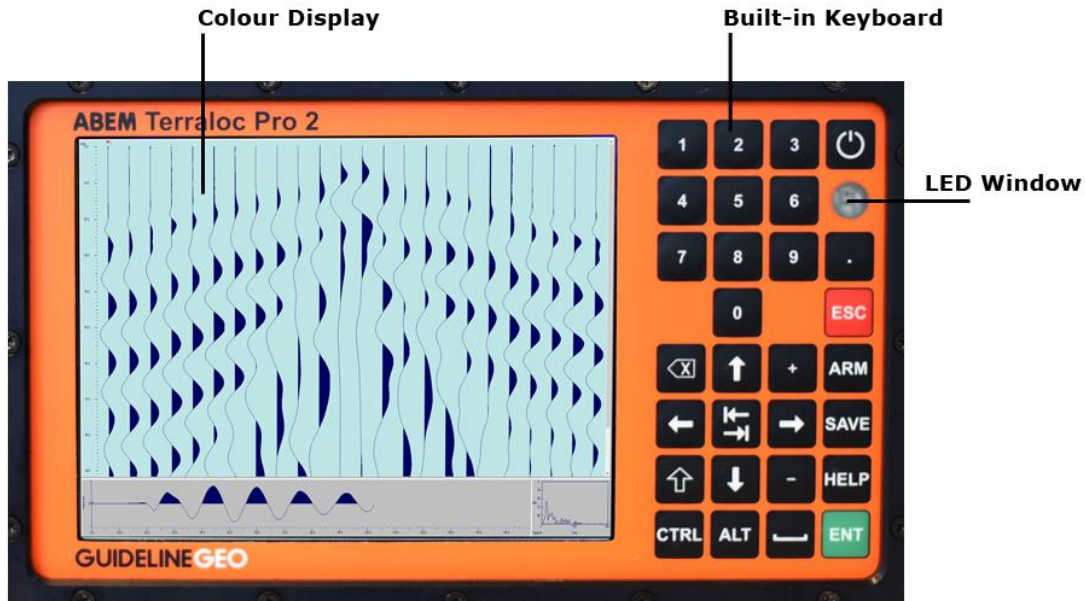 Colour Display
Built-in Keyboard
ABEM Terraloc Pro 2
1 2 3
LED Window
4 5 6
7 8 9 .
0 ESC
+ ARM
SAVE
- HELP
CTRL ALT ENT
GUIDELINEGEO